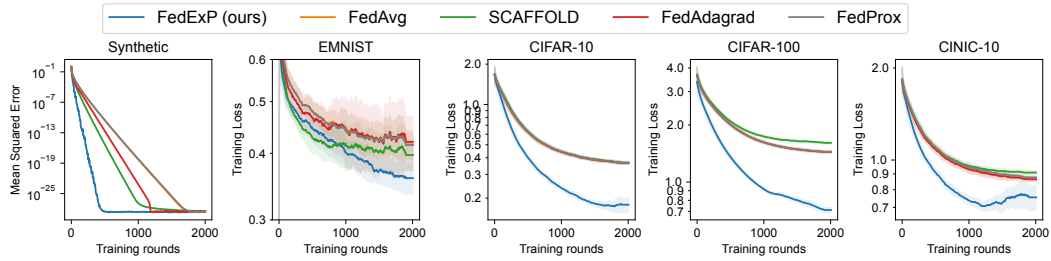 FedExP (ours) FedAvg SCAFFOLD FedAdagrad FedProx
Synthetic EMNIST CIFAR-10 CIFAR-100 CINIC-10
Mean Squared Error
10⁻¹
10⁻⁷
10⁻¹³
10⁻¹⁹
10⁻²⁵
0 1000 2000
Training rounds
Training Loss
0.6
0.5
0.4
0.3
0 1000 2000
Training rounds
Training Loss
2.0
1.0
0.9
0.8
0.7
0.6
0.5
0.4
0.3
0.2
0 1000 2000
Training rounds
Training Loss
4.0
3.0
2.0
1.0
0.9
0.8
0.7
0 1000 2000
Training rounds
Training Loss
2.0
1.0
0.9
0.8
0.7
0 1000 2000
Training rounds